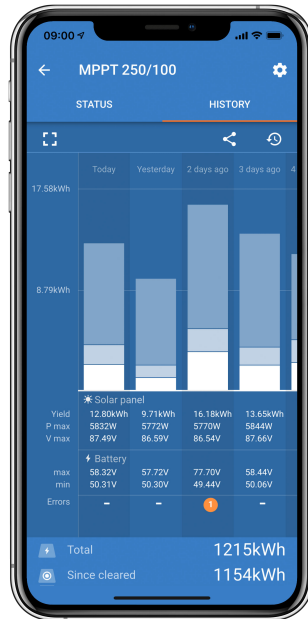 09:00
MPPT 250/100
STATUS HISTORY
Today Yesterday 2 days ago 3 days ago 4
17.58kWh
8.79kWh
Solar panel
Yield 12.80kWh 9.71kWh 16.18kWh 13.65kWh
P max 5832W 5772W 5770W 5844W
V max 87.49V 86.59V 86.54V 87.66V
Battery
max 58.32V 57.72V 77.70V 58.44V
min 50.31V 50.30V 49.44V 50.06V
Errors - - 1 -
Total 1215kWh
Since cleared 1154kWh